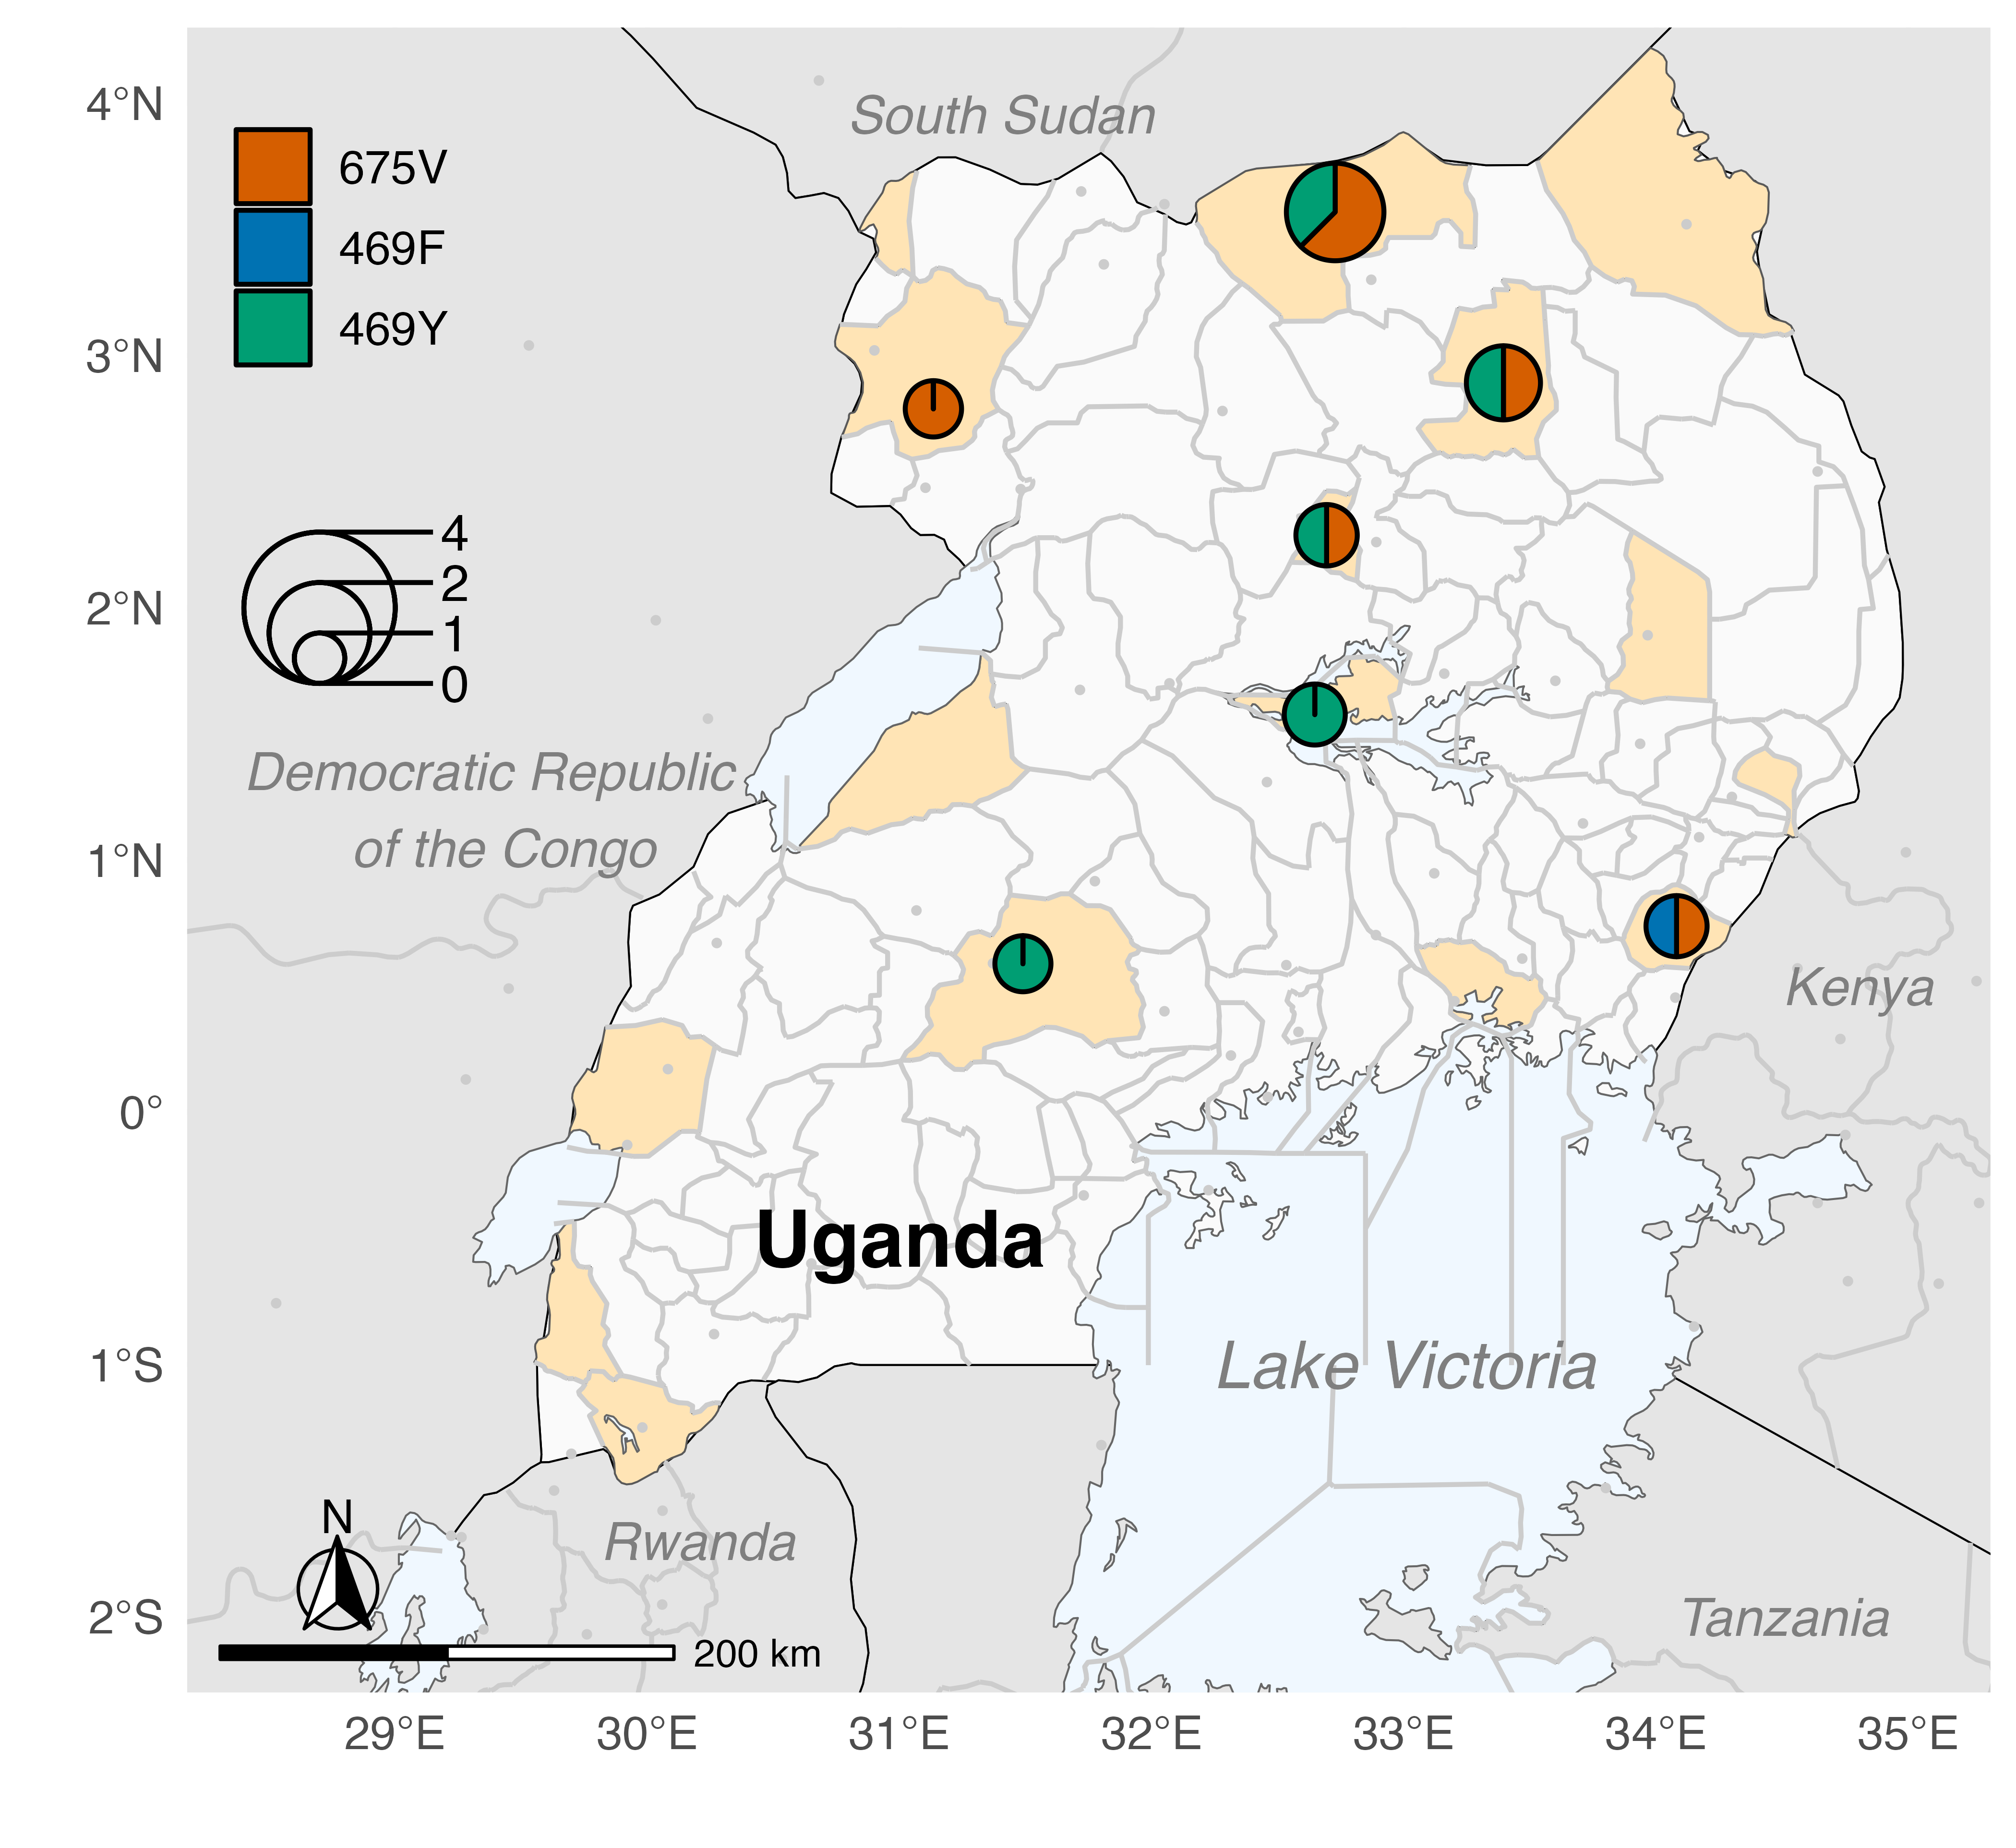 4°N
3°N
2°N
1°N
0°
1°S
2°S
675V
469F
469Y
4
2
1
0
South Sudan
Democratic Republic
of the Congo
Kenya
Uganda
Lake Victoria
Rwanda
Tanzania
N
200 km
29°E
30°E
31°E
32°E
33°E
34°E
35°E